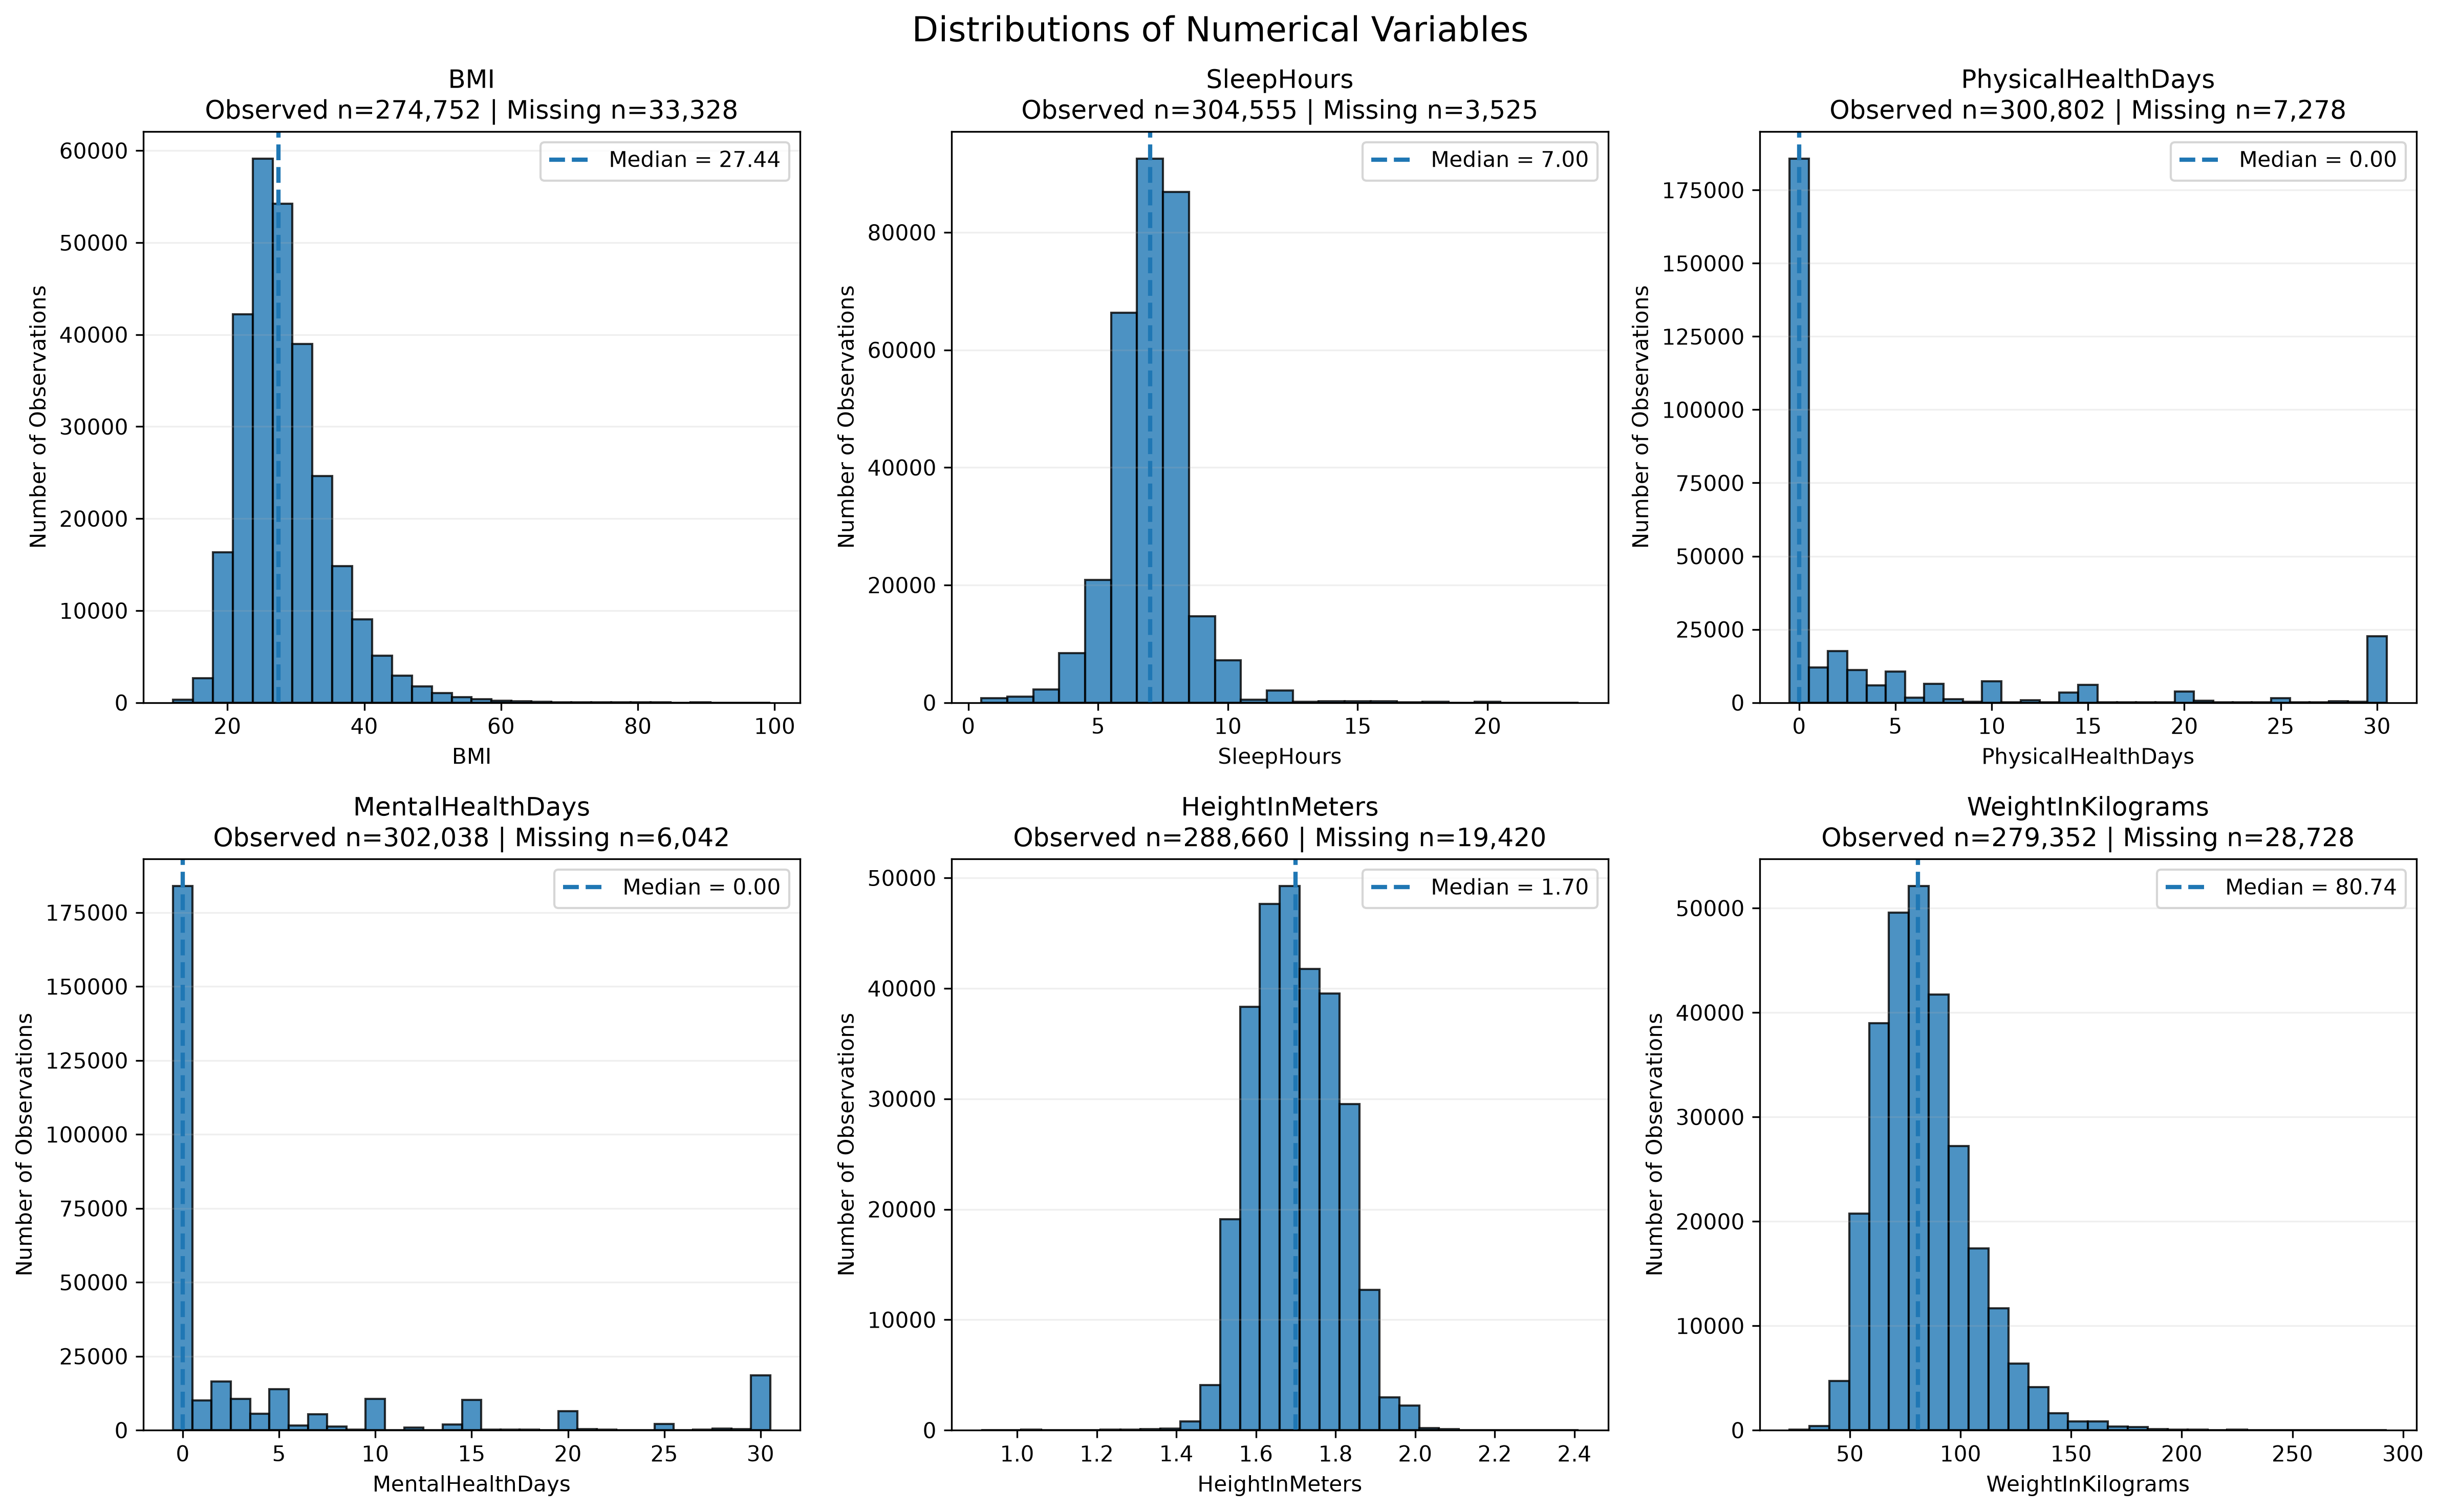 Distributions of Numerical Variables
BMI
Observed n=274,752 | Missing n=33,328
Median = 27.44
Number of Observations
60000
50000
40000
30000
20000
10000
0
20
40
60
80
100
BMI
SleepHours
Observed n=304,555 | Missing n=3,525
Median = 7.00
Number of Observations
80000
60000
40000
20000
0
0
5
10
15
20
SleepHours
PhysicalHealthDays
Observed n=300,802 | Missing n=7,278
Median = 0.00
Number of Observations
175000
150000
125000
100000
75000
50000
25000
0
0
5
10
15
20
25
30
PhysicalHealthDays
MentalHealthDays
Observed n=302,038 | Missing n=6,042
Median = 0.00
Number of Observations
175000
150000
125000
100000
75000
50000
25000
0
0
5
10
15
20
25
30
MentalHealthDays
HeightInMeters
Observed n=288,660 | Missing n=19,420
Median = 1.70
Number of Observations
50000
40000
30000
20000
10000
0
1.0
1.2
1.4
1.6
1.8
2.0
2.2
2.4
HeightInMeters
WeightInKilograms
Observed n=279,352 | Missing n=28,728
Median = 80.74
Number of Observations
50000
40000
30000
20000
10000
0
50
100
150
200
250
300
WeightInKilograms